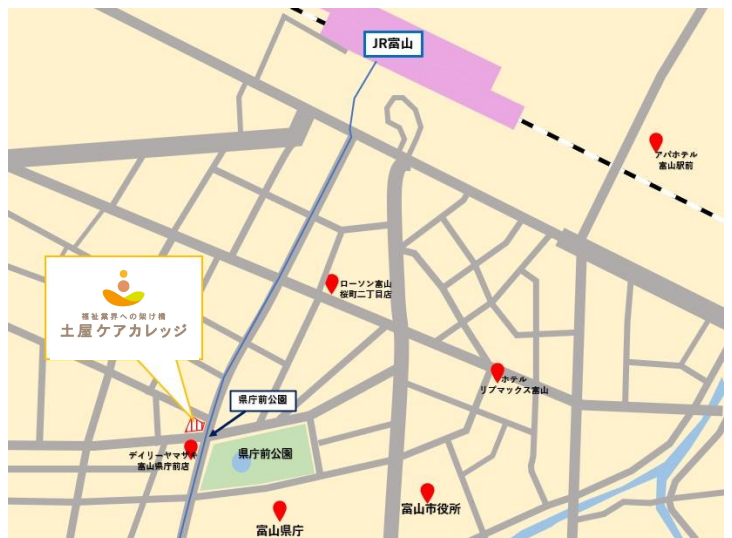 JR富山
アパホテル
富山駅前
ローソン富山
桜町二丁目店
福祉業界への架け橋
土屋ケアカレッジ
ホテル
リブマックス富山
県庁前公園
デイリーヤマザキ
富山県庁前店
県庁前公園
富山市役所
富山県庁